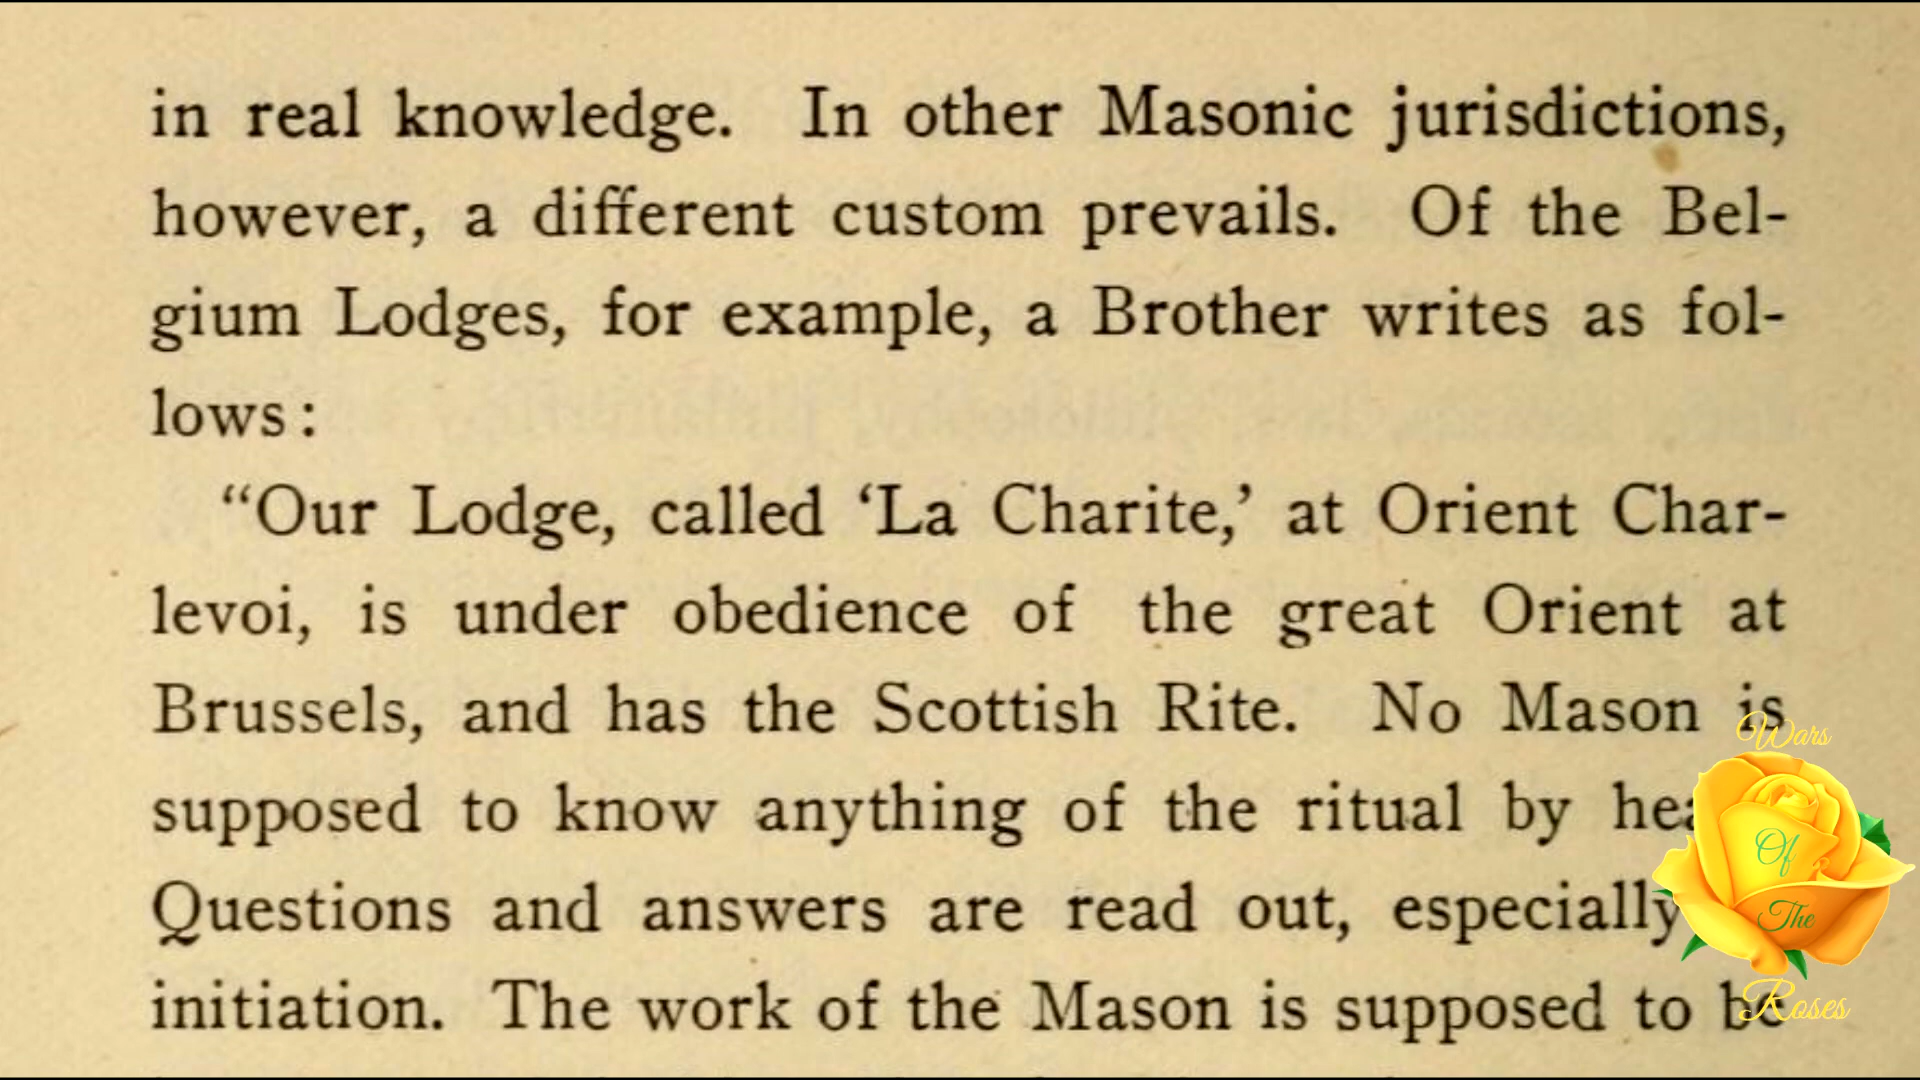 in real knowledge. In other Masonic jurisdictions,
however, a different custom prevails. Of the Bel-
gium Lodges, for example, a Brother writes as fol-
lows:
“Our Lodge, called ‘La Charite,’ at Orient Char-
levoi, is under obedience of the great Orient at
Brussels, and has the Scottish Rite. No Mason is
supposed to know anything of the ritual by
Questions and answers are read out, especially
initiation. The work of the Mason is supposed to be
Wars
Of
The
Roses